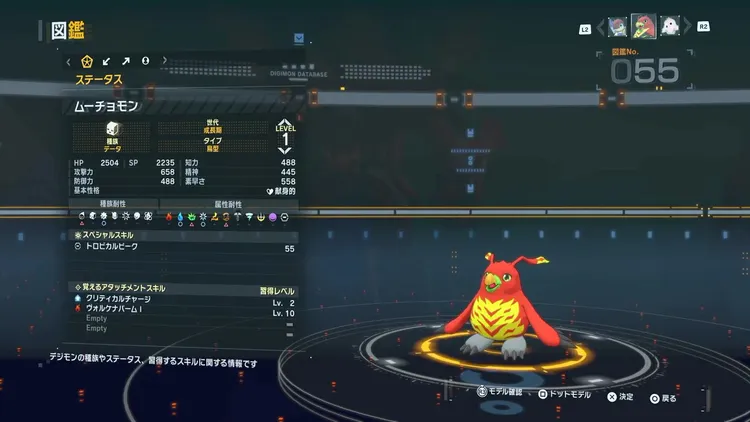 図鑑
L2
R2
図鑑No.
055
DIGIMON DATABASE
ステータス
ムーチョモン
種族
データ
世代
成長期
タイプ
鳥型
LEVEL
1
HP 2504 SP 2235 知力 488
攻撃力 658 精神 445
防御力 488 素早さ 558
基本性格 献身的
種族耐性 属性耐性
スペシャルスキル
トロピカルピーク 55
覚えるアタッチメントスキル 習得レベル
クリティカルチャージ Lv. 2
ヴォルケナパームⅠ Lv. 10
Empty
Empty
デジモンの種族やステータス、習得するスキルに関する情報です
R3 モデル確認 ドットモデル 決定 戻る